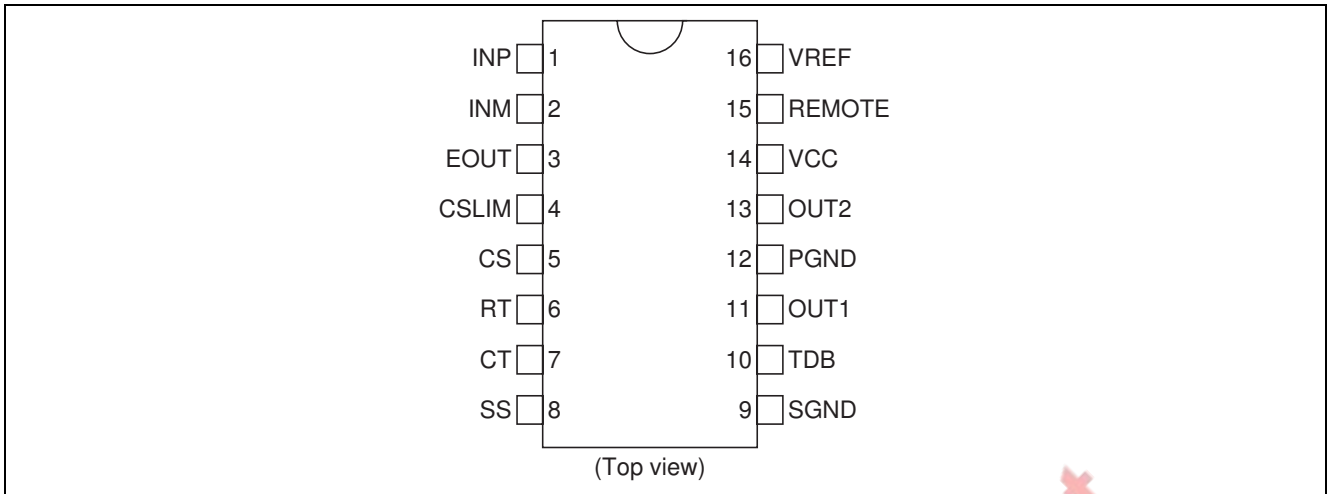 INP 1 16 VREF
INM 2 15 REMOTE
EOUT 3 14 VCC
CSLIM 4 13 OUT2
CS 5 12 PGND
RT 6 11 OUT1
CT 7 10 TDB
SS 8 9 SGND
(Top view)